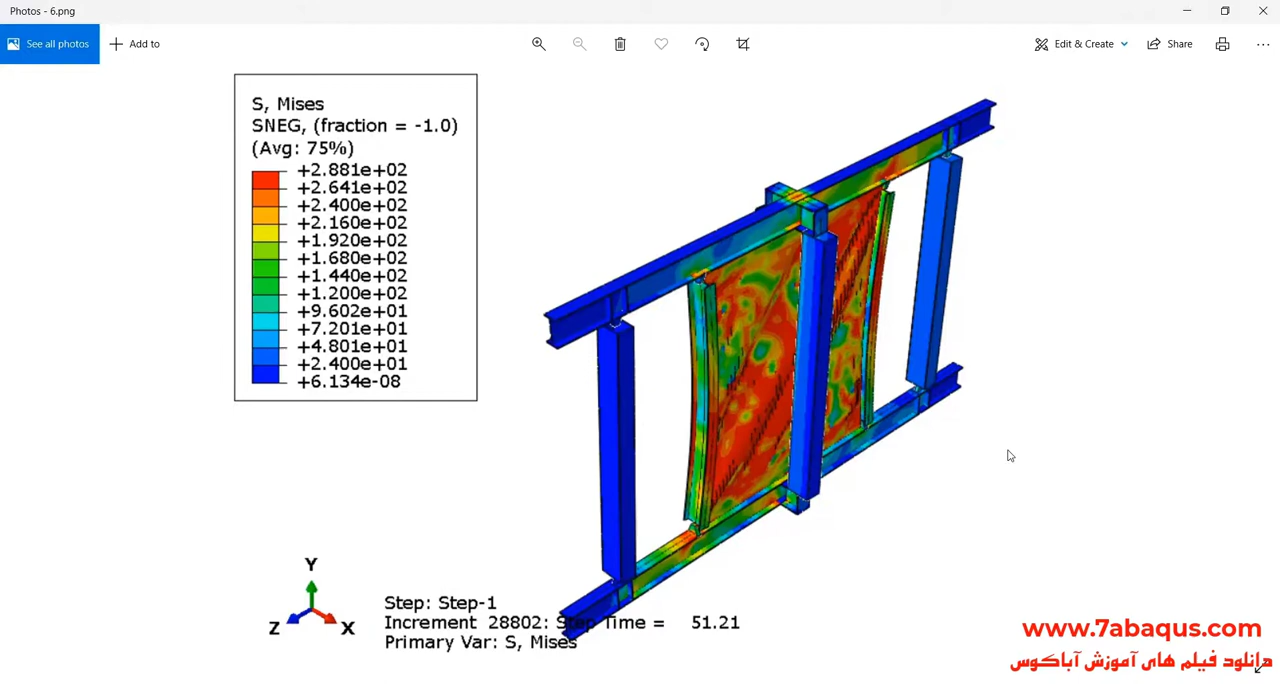 Photos - 6.png
See all photos
Add to
Edit & Create
Share
S, Mises
SNEG, (fraction = -1.0)
(Avg: 75%)
+2.881e+02
+2.641e+02
+2.400e+02
+2.160e+02
+1.920e+02
+1.680e+02
+1.440e+02
+1.200e+02
+9.602e+01
+7.201e+01
+4.801e+01
+2.400e+01
+6.134e-08
Y
Z
X
Step: Step-1
Increment 28802: Step Time = 51.21
Primary Var: S, Mises
www.7abaqus.com
دانلود فیلم های آموزش آباکوس